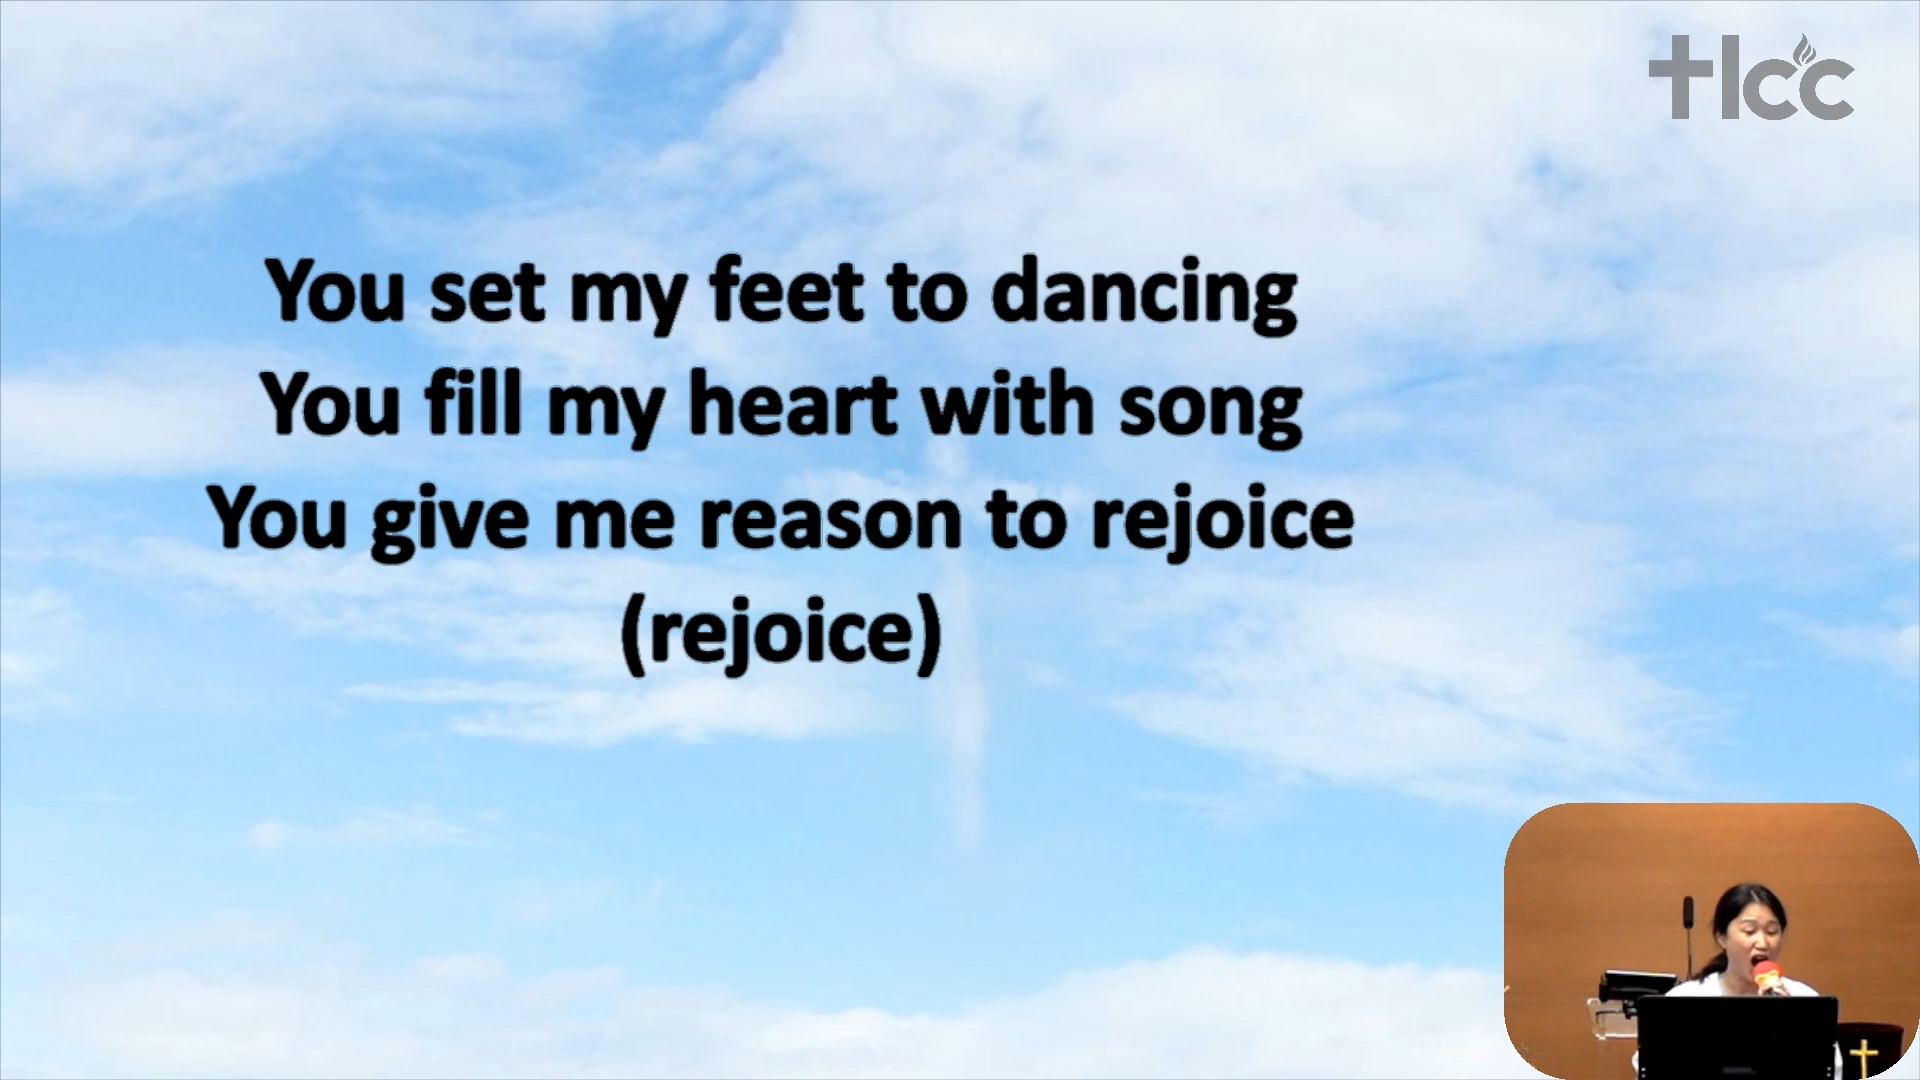 tlcc
You set my feet to dancing
You fill my heart with song
You give me reason to rejoice
(rejoice)